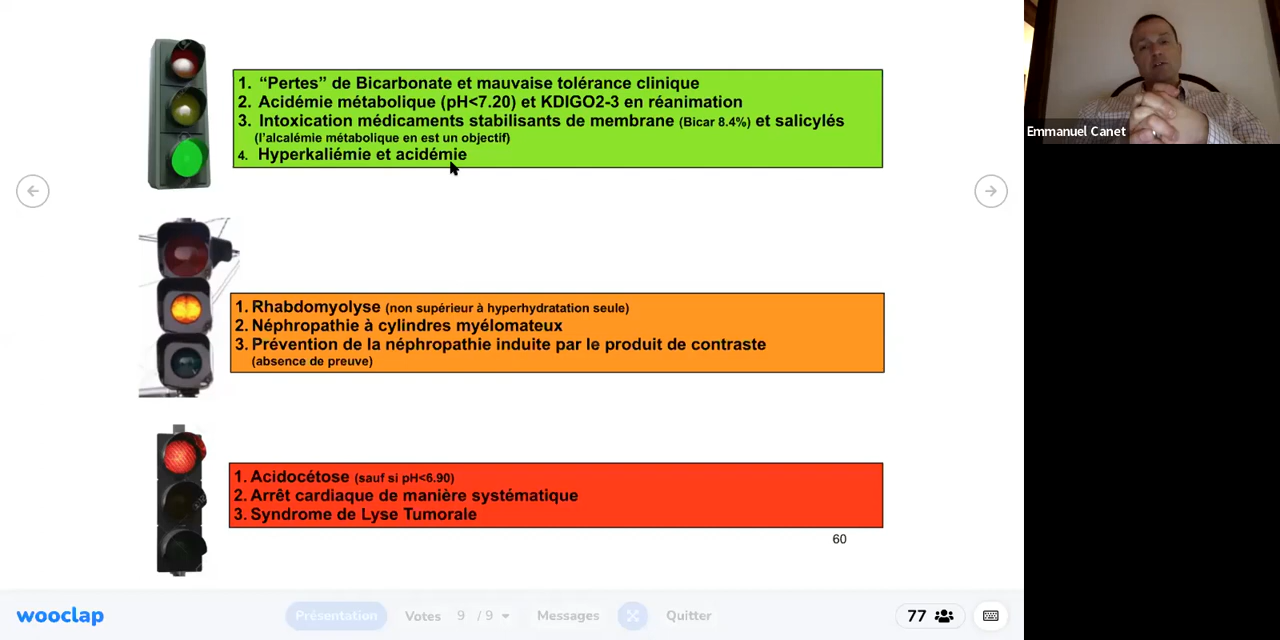 1. “Pertes” de Bicarbonate et mauvaise tolérance clinique
2. Acidémie métabolique (pH<7.20) et KDIGO2-3 en réanimation
3. Intoxication médicaments stabilisants de membrane (Bicar 8.4%) et salicylés
(l’alcalémie métabolique en est un objectif)
4. Hyperkaliémie et acidémie
Emmanuel Canet
1. Rhabdomyolyse (non supérieur à hyperhydratation seule)
2. Néphropathie à cylindres myélomateux
3. Prévention de la néphropathie induite par le produit de contraste
(absence de preuve)
1. Acidocétose (sauf si pH<6.90)
2. Arrêt cardiaque de manière systématique
3. Syndrome de Lyse Tumorale
60
wooclap
Présentation
Votes 9 / 9
Messages
Quitter
77